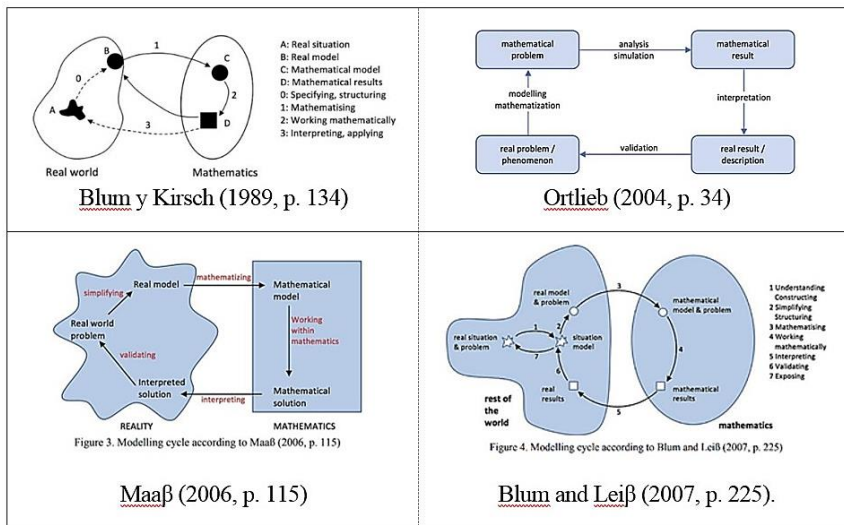 B
1
C
A: Real situation
B: Real model
C: Mathematical model
D: Mathematical results
0: Specifying, structuring
1: Mathematising
2: Working mathematically
3: Interpreting, applying
0
2
A
3
D
Real world
Mathematics
Blum y Kirsch (1989, p. 134)
mathematical
problem
analysis
simulation
mathematical
result
modelling
mathematization
interpretation
real problem /
phenomenon
validation
real result /
description
Ortlieb (2004, p. 34)
Real model
mathematizing
Mathematical
model
simplifying
Real world
problem
Working
within
mathematics
validating
Interpreted
solution
interpreting
Mathematical
solution
REALITY
MATHEMATICS
Figure 3. Modelling cycle according to Maaß (2006, p. 115)
Maaβ (2006, p. 115)
real model
& problem
3
mathematical
model & problem
1 Understanding
Constructing
2 Simplifying
Structuring
3 Mathematising
4 Working
mathematically
5 Interpreting
6 Validating
7 Exposing
real situation
& problem
1
2
7
situation
model
4
6
real
results
mathematical
results
5
rest of
the
world
mathematics
Figure 4. Modelling cycle according to Blum and Leiß (2007, p. 225)
Blum and Leiβ (2007, p. 225).